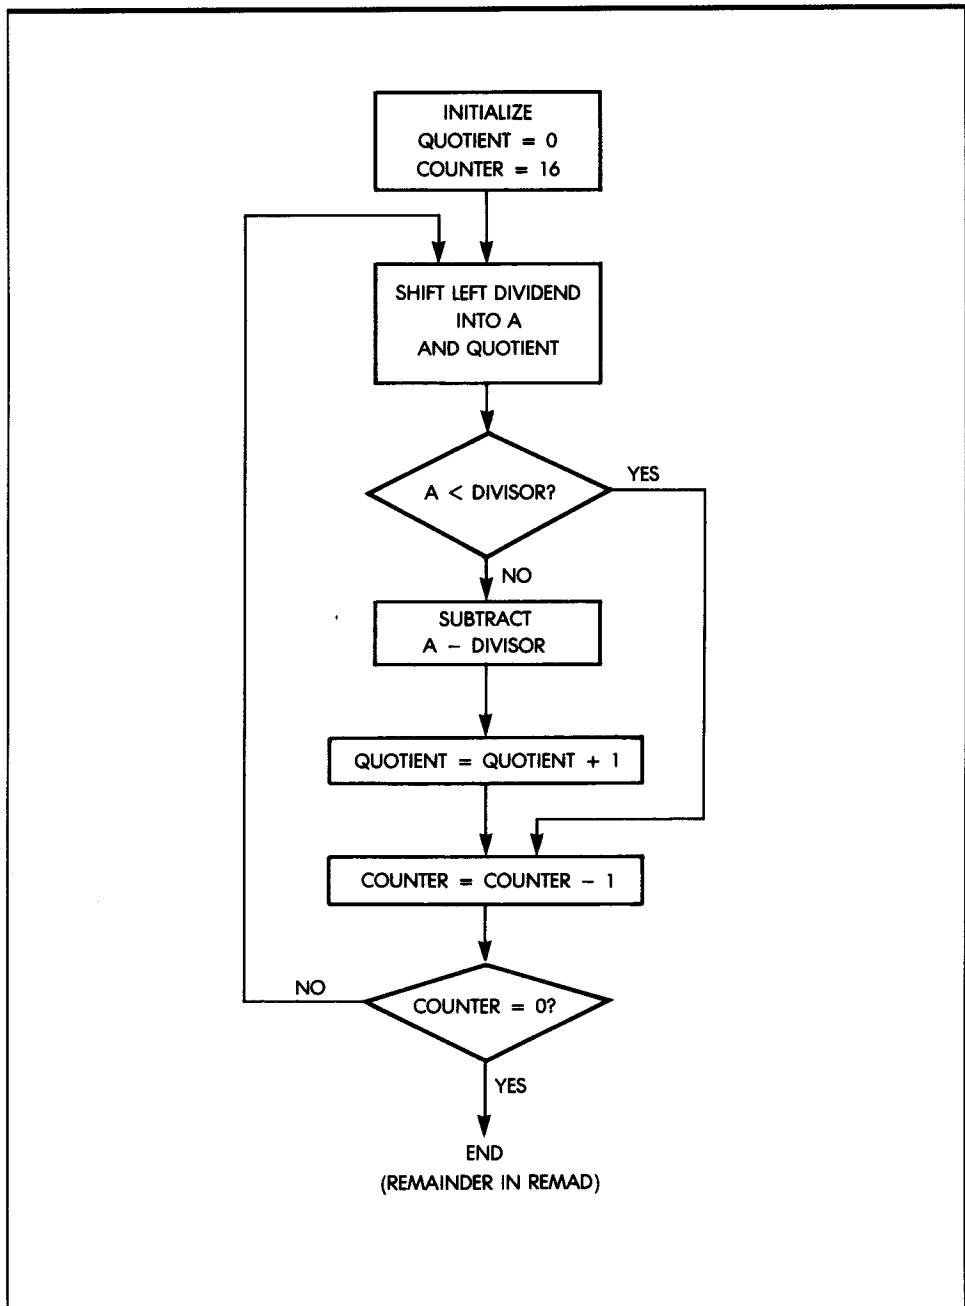 INITIALIZE
QUOTIENT = 0
COUNTER = 16
SHIFT LEFT DIVIDEND
INTO A
AND QUOTIENT
A < DIVISOR?
YES
NO
SUBTRACT
A – DIVISOR
QUOTIENT = QUOTIENT + 1
COUNTER = COUNTER – 1
NO
COUNTER = 0?
YES
END
(REMAINDER IN REMAD)